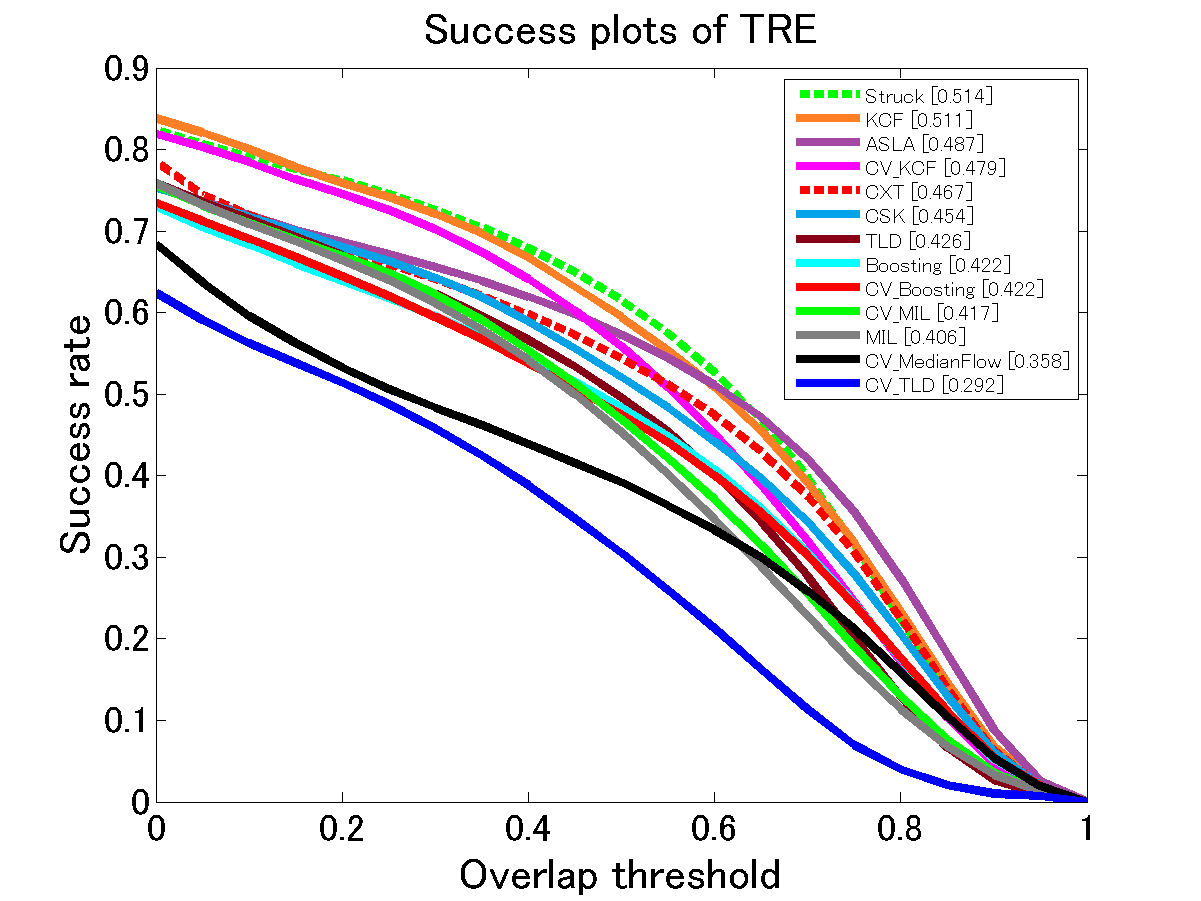 Success plots of TRE
0.9
0.8
0.7
0.6
0.5
0.4
0.3
0.2
0.1
0
Success rate
Struck [0.514]
KCF [0.511]
ASLA [0.487]
CV_KCF [0.479]
CXT [0.467]
CSK [0.454]
TLD [0.426]
Boosting [0.422]
CV_Boosting [0.422]
CV_MIL [0.417]
MIL [0.406]
CV_MedianFlow [0.358]
CV_TLD [0.292]
0 0.2 0.4 0.6 0.8 1
Overlap threshold